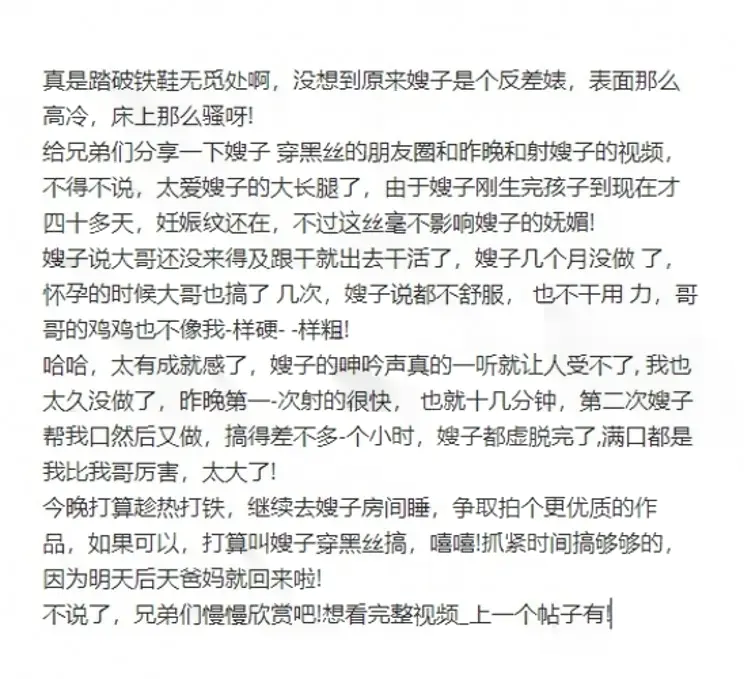 真是踏破铁鞋无觅处啊，没想到原来嫂子是个反差婊，表面那么
高冷，床上那么骚呀!
给兄弟们分享一下嫂子 穿黑丝的朋友圈和昨晚和射嫂子的视频，
不得不说，太爱嫂子的大长腿了，由于嫂子刚生完孩子到现在才
四十多天，妊娠纹还在，不过这丝毫不影响嫂子的妩媚!
嫂子说大哥还没来得及跟干就出去干活了，嫂子几个月没做 了，
怀孕的时候大哥也搞了 几次，嫂子说都不舒服， 也不干用 力，哥
哥的鸡鸡也不像我-样硬- -样粗!
哈哈，太有成就感了，嫂子的呻吟声真的一听就让人受不了, 我也
太久没做了，昨晚第一-次射的很快， 也就十几分钟，第二次嫂子
帮我口然后又做，搞得差不多-个小时，嫂子都虚脱完了,满口都是
我比我哥厉害，太大了!
今晚打算趁热打铁，继续去嫂子房间睡，争取拍个更优质的作
品，如果可以，打算叫嫂子穿黑丝搞，嘻嘻!抓紧时间搞够够的，
因为明天后天爸妈就回来啦!
不说了，兄弟们慢慢欣赏吧!想看完整视频_上一个帖子有!